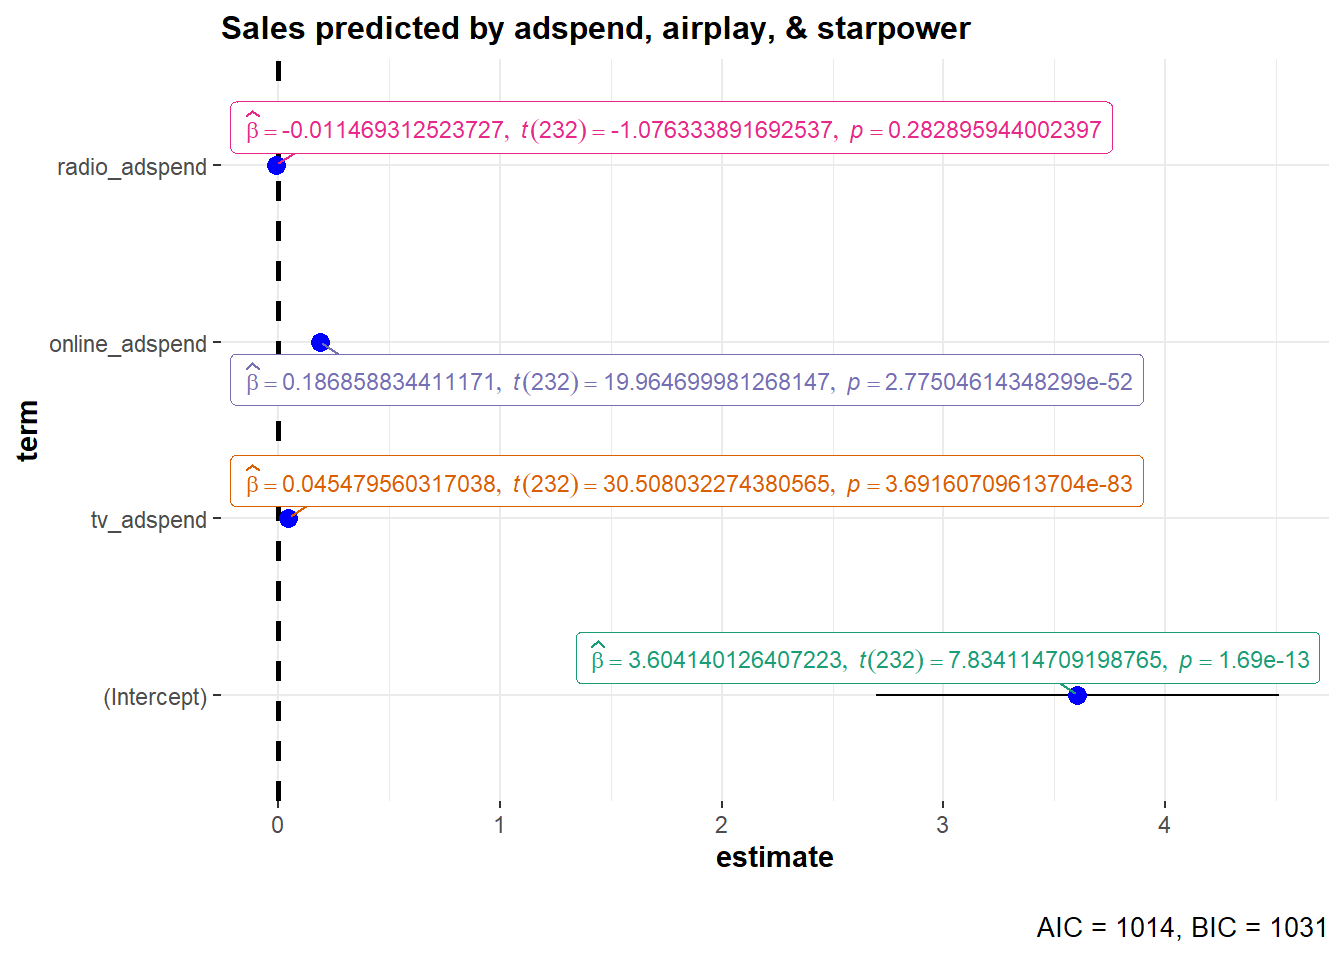 Sales predicted by adspend, airplay, & starpower
β̂ = -0.011469312523727, t(232) = -1.076333891692537, p = 0.282895944002397
radio_adspend
online_adspend
β̂ = 0.186858834411171, t(232) = 19.964699981268147, p = 2.77504614348299e-52
term
β̂ = 0.045479560317038, t(232) = 30.508032274380565, p = 3.69160709613704e-83
tv_adspend
β̂ = 3.604140126407223, t(232) = 7.834114709198765, p = 1.69e-13
(Intercept)
0 1 2 3 4
estimate
AIC = 1014, BIC = 1031